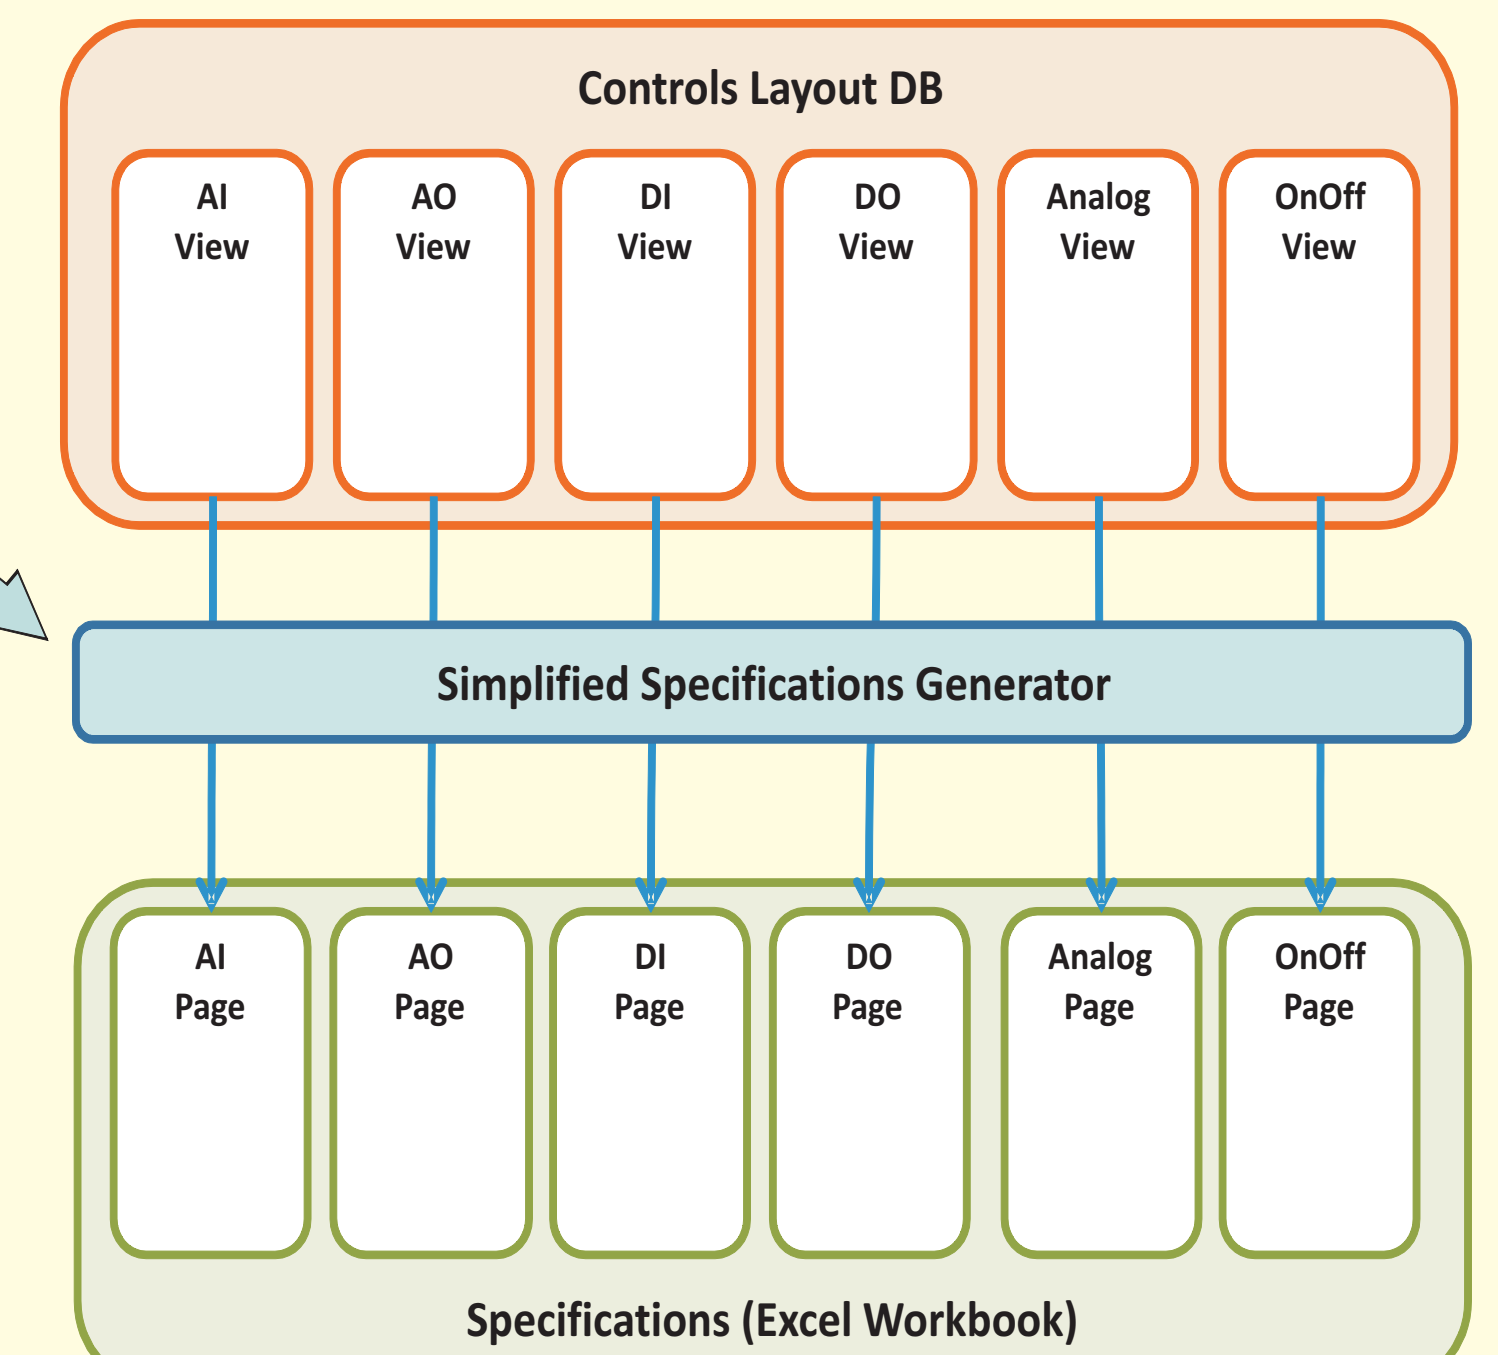 Controls Layout DB
AI
View
AO
View
DI
View
DO
View
Analog
View
OnOff
View
Simplified Specifications Generator
AI
Page
AO
Page
DI
Page
DO
Page
Analog
Page
OnOff
Page
Specifications (Excel Workbook)